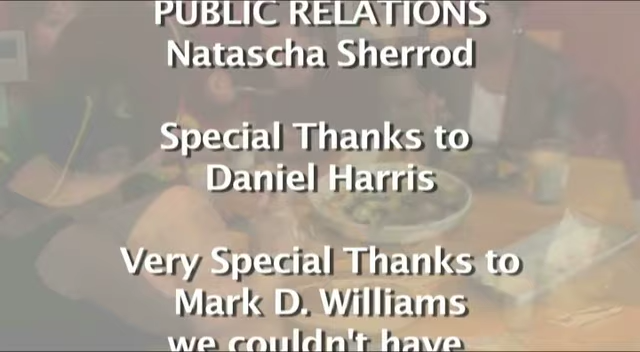 PUBLIC RELATIONS
Natascha Sherrod
Special Thanks to
Daniel Harris
Very Special Thanks to
Mark D. Williams
we couldn't have